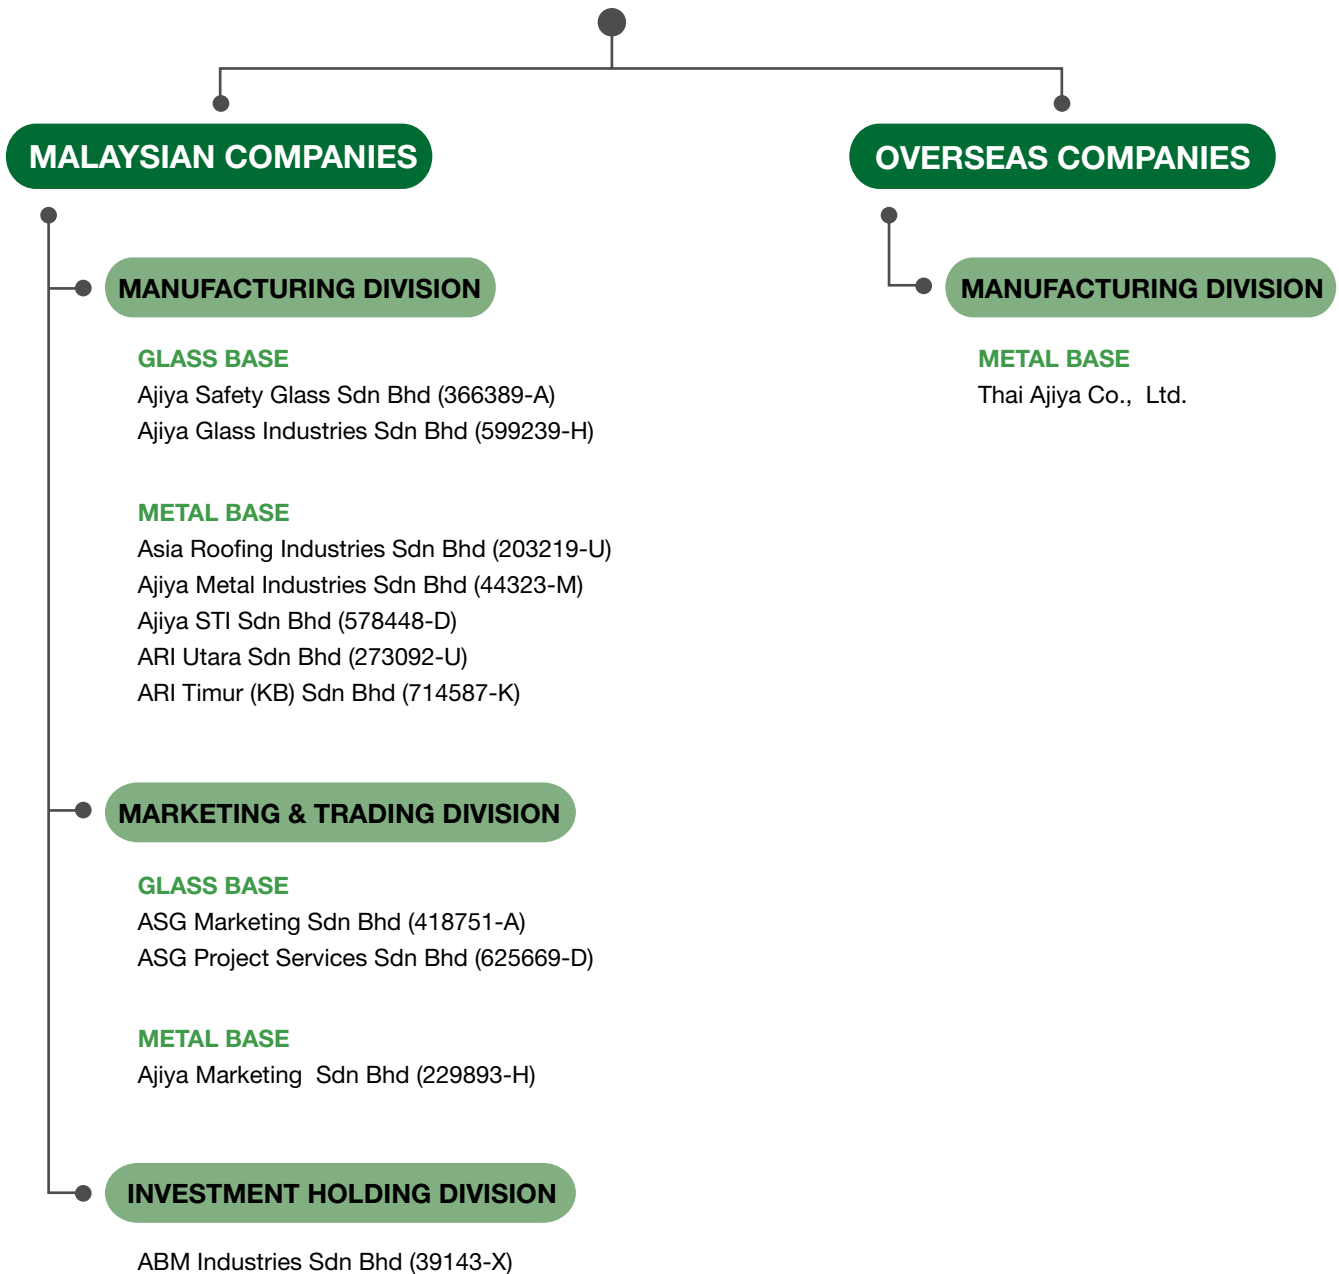 MALAYSIAN COMPANIES
MANUFACTURING DIVISION
GLASS BASE
Ajiya Safety Glass Sdn Bhd (366389-A)
Ajiya Glass Industries Sdn Bhd (599239-H)
METAL BASE
Asia Roofing Industries Sdn Bhd (203219-U)
Ajiya Metal Industries Sdn Bhd (44323-M)
Ajiya STI Sdn Bhd (578448-D)
ARI Utara Sdn Bhd (273092-U)
ARI Timur (KB) Sdn Bhd (714587-K)
MARKETING & TRADING DIVISION
GLASS BASE
ASG Marketing Sdn Bhd (418751-A)
ASG Project Services Sdn Bhd (625669-D)
METAL BASE
Ajiya Marketing Sdn Bhd (229893-H)
INVESTMENT HOLDING DIVISION
ABM Industries Sdn Bhd (39143-X)
OVERSEAS COMPANIES
MANUFACTURING DIVISION
METAL BASE
Thai Ajiya Co., Ltd.